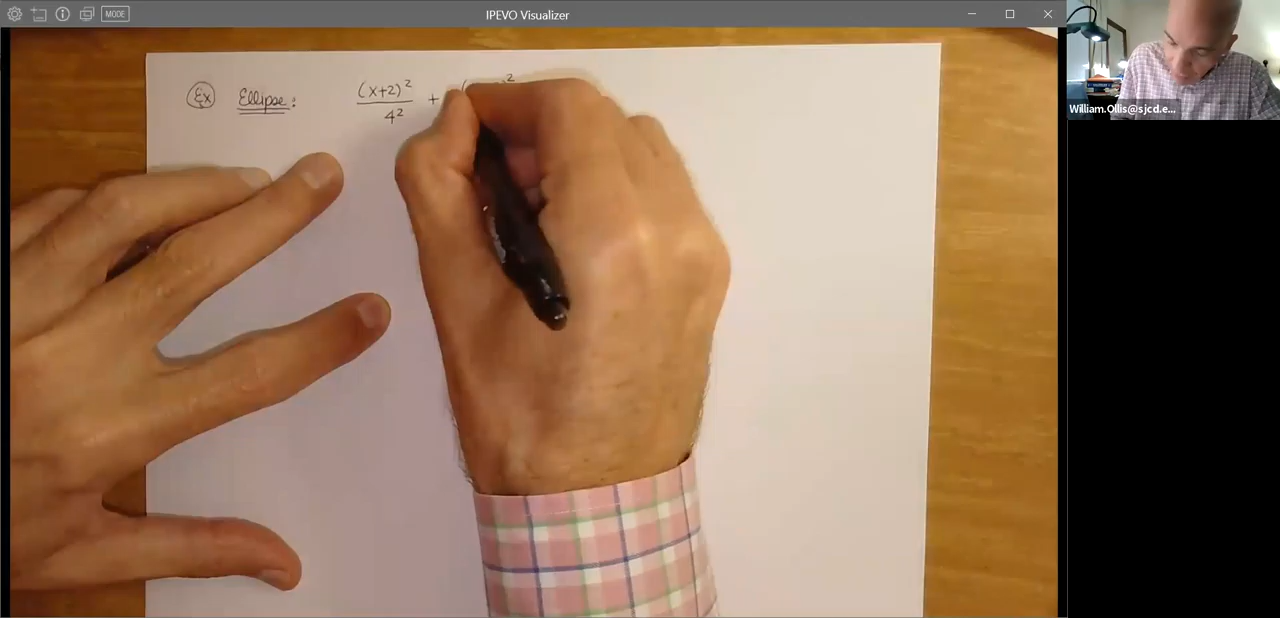 MODE
IPEVO Visualizer
William.Ollis@sjcd.e...
Ex Ellipse: (x+2)² +
4²